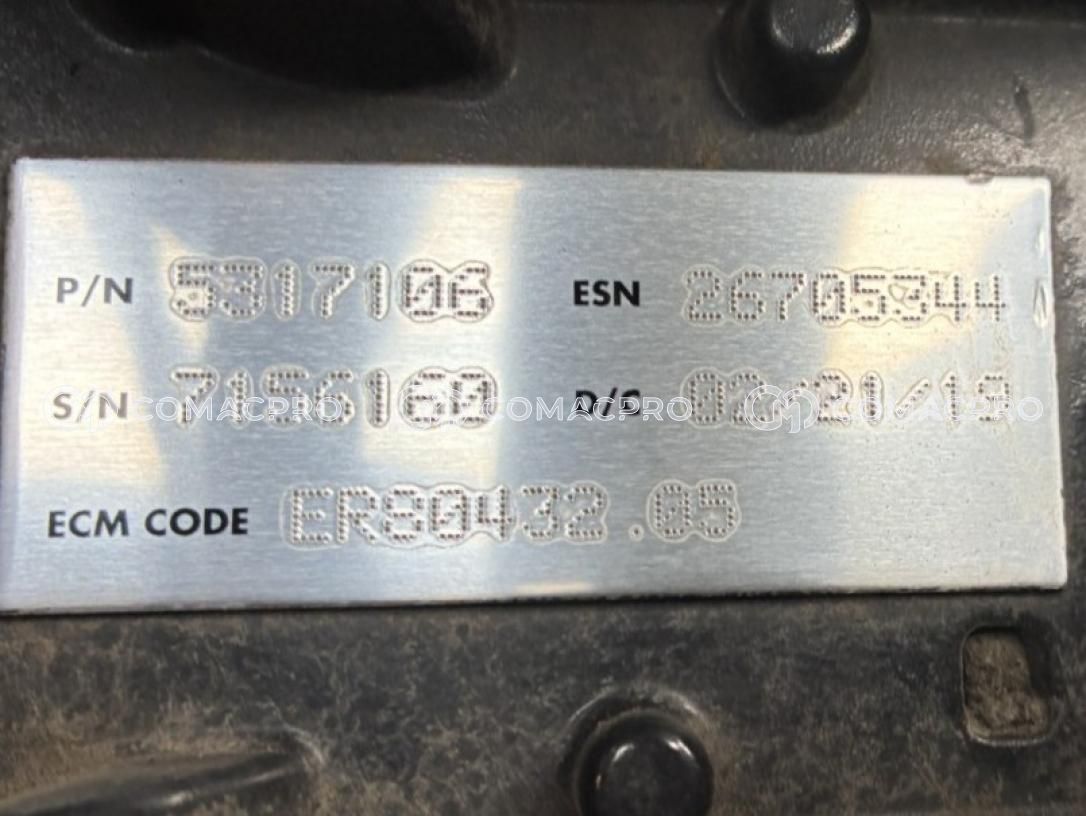 P/N 5317106 ESN 26705344
S/N 7156160 D/C 02/21/19
COMACPRO COMACPRO COMACPRO
ECM CODE ER80432.05